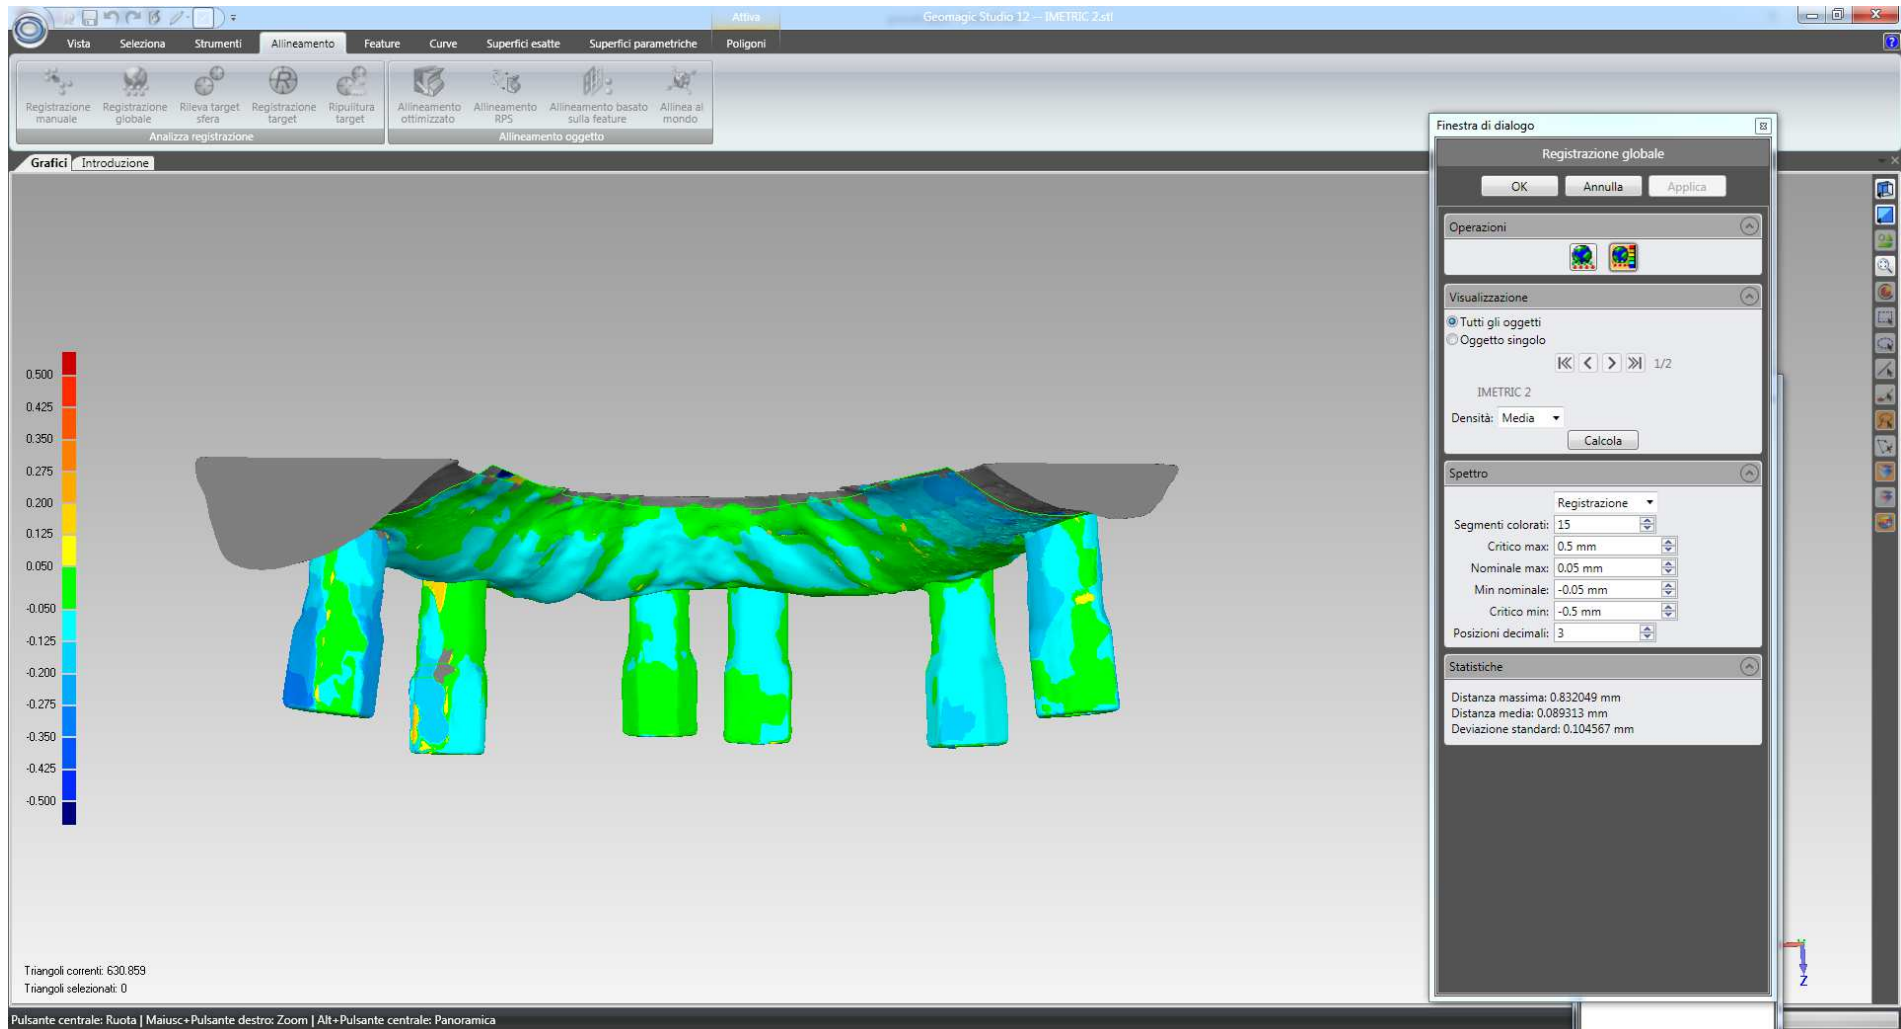 Attiva
Geomagic Studio 12 -- IMETRIC 2.stl
Vista Seleziona Strumenti Allineamento Feature Curve Superfici esatte Superfici parametriche Poligoni
Registrazione manuale
Registrazione globale
Rileva target sfera
Registrazione target
Ripulitura target
Allineamento ottimizzato
Allineamento RPS
Allineamento basato sulla feature
Allinea al mondo
Analizza registrazione
Allineamento oggetto
Grafici Introduzione
0.500
0.425
0.350
0.275
0.200
0.125
0.050
-0.050
-0.125
-0.200
-0.275
-0.350
-0.425
-0.500
Triangoli correnti: 630.859
Triangoli selezionati: 0
Finestra di dialogo
Registrazione globale
OK Annulla Applica
Operazioni
Visualizzazione
Tutti gli oggetti
Oggetto singolo
1/2
IMETRIC 2
Densità: Media
Calcola
Spettro
Registrazione
Segmenti colorati: 15
Critico max: 0.5 mm
Nominale max: 0.05 mm
Min nominale: -0.05 mm
Critico min: -0.5 mm
Posizioni decimali: 3
Statistiche
Distanza massima: 0.832049 mm
Distanza media: 0.089313 mm
Deviazione standard: 0.104567 mm
Z
Pulsante centrale: Ruota | Maiusc+Pulsante destro: Zoom | Alt+Pulsante centrale: Panoramica